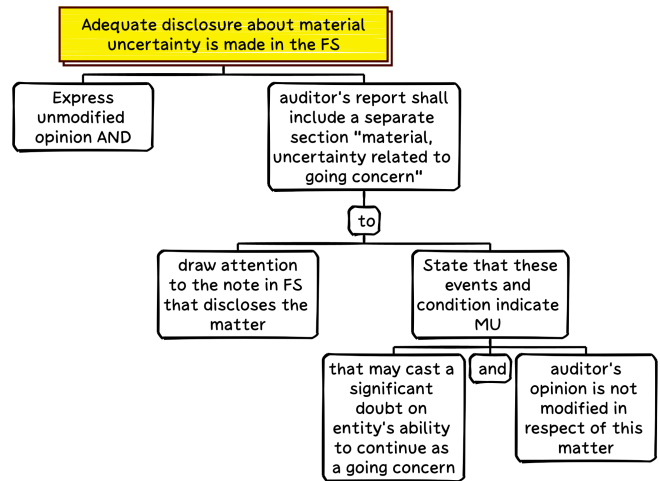 Adequate disclosure about material
uncertainty is made in the FS
Express
unmodified
opinion AND
auditor's report shall
include a separate
section "material,
uncertainty related to
going concern"
to
draw attention
to the note in FS
that discloses the
matter
State that these
events and
condition indicate
MU
that may cast a
significant
doubt on
entity's ability
to continue as
a going concern
and
auditor's
opinion is not
modified in
respect of this
matter